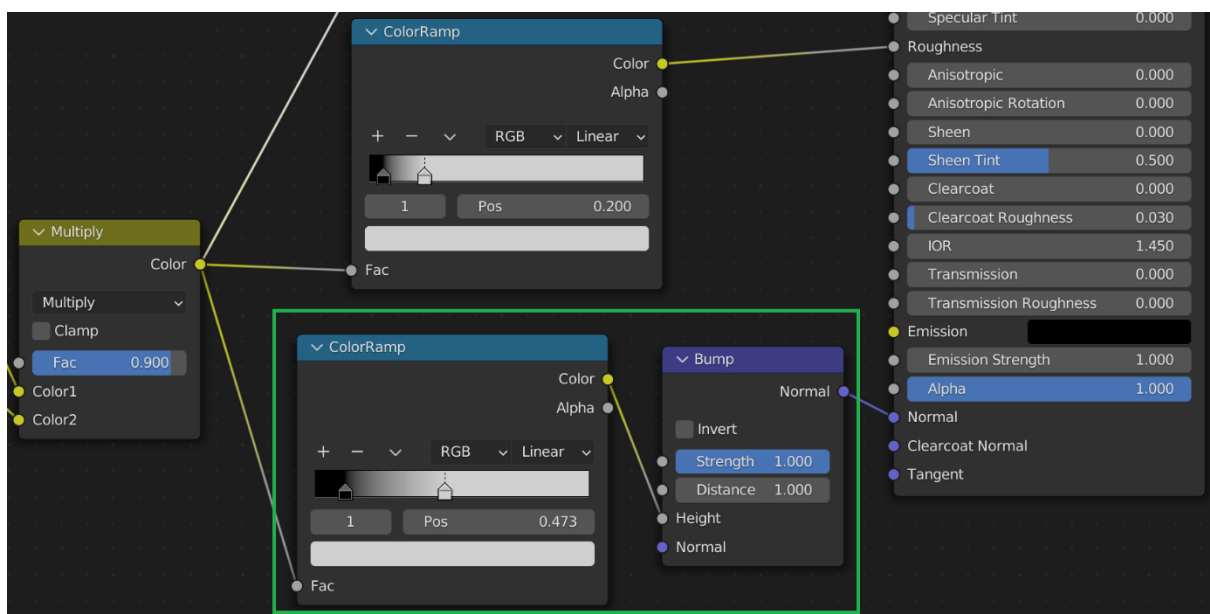 ColorRamp
Color
Alpha
RGB Linear
1 Pos 0.200
Fac
Multiply
Color
Multiply
Clamp
Fac 0.900
Color1
Color2
ColorRamp
Color
Alpha
RGB Linear
1 Pos 0.473
Fac
Bump
Normal
Invert
Strength 1.000
Distance 1.000
Height
Normal
Specular Tint 0.000
Roughness
Anisotropic 0.000
Anisotropic Rotation 0.000
Sheen 0.000
Sheen Tint 0.500
Clearcoat 0.000
Clearcoat Roughness 0.030
IOR 1.450
Transmission 0.000
Transmission Roughness 0.000
Emission
Emission Strength 1.000
Alpha 1.000
Normal
Clearcoat Normal
Tangent